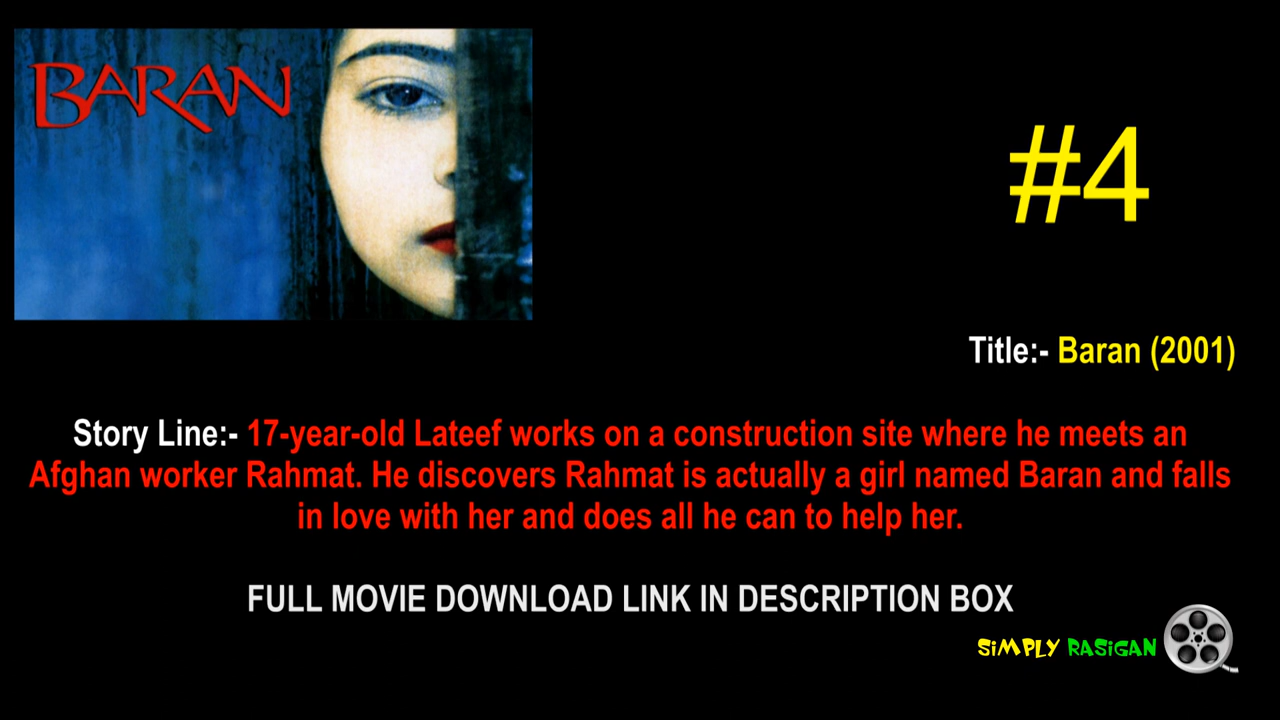 BARAN
#4
Title:- Baran (2001)
Story Line:- 17-year-old Lateef works on a construction site where he meets an
Afghan worker Rahmat. He discovers Rahmat is actually a girl named Baran and falls
in love with her and does all he can to help her.
FULL MOVIE DOWNLOAD LINK IN DESCRIPTION BOX
SiMPLY RASiGAN